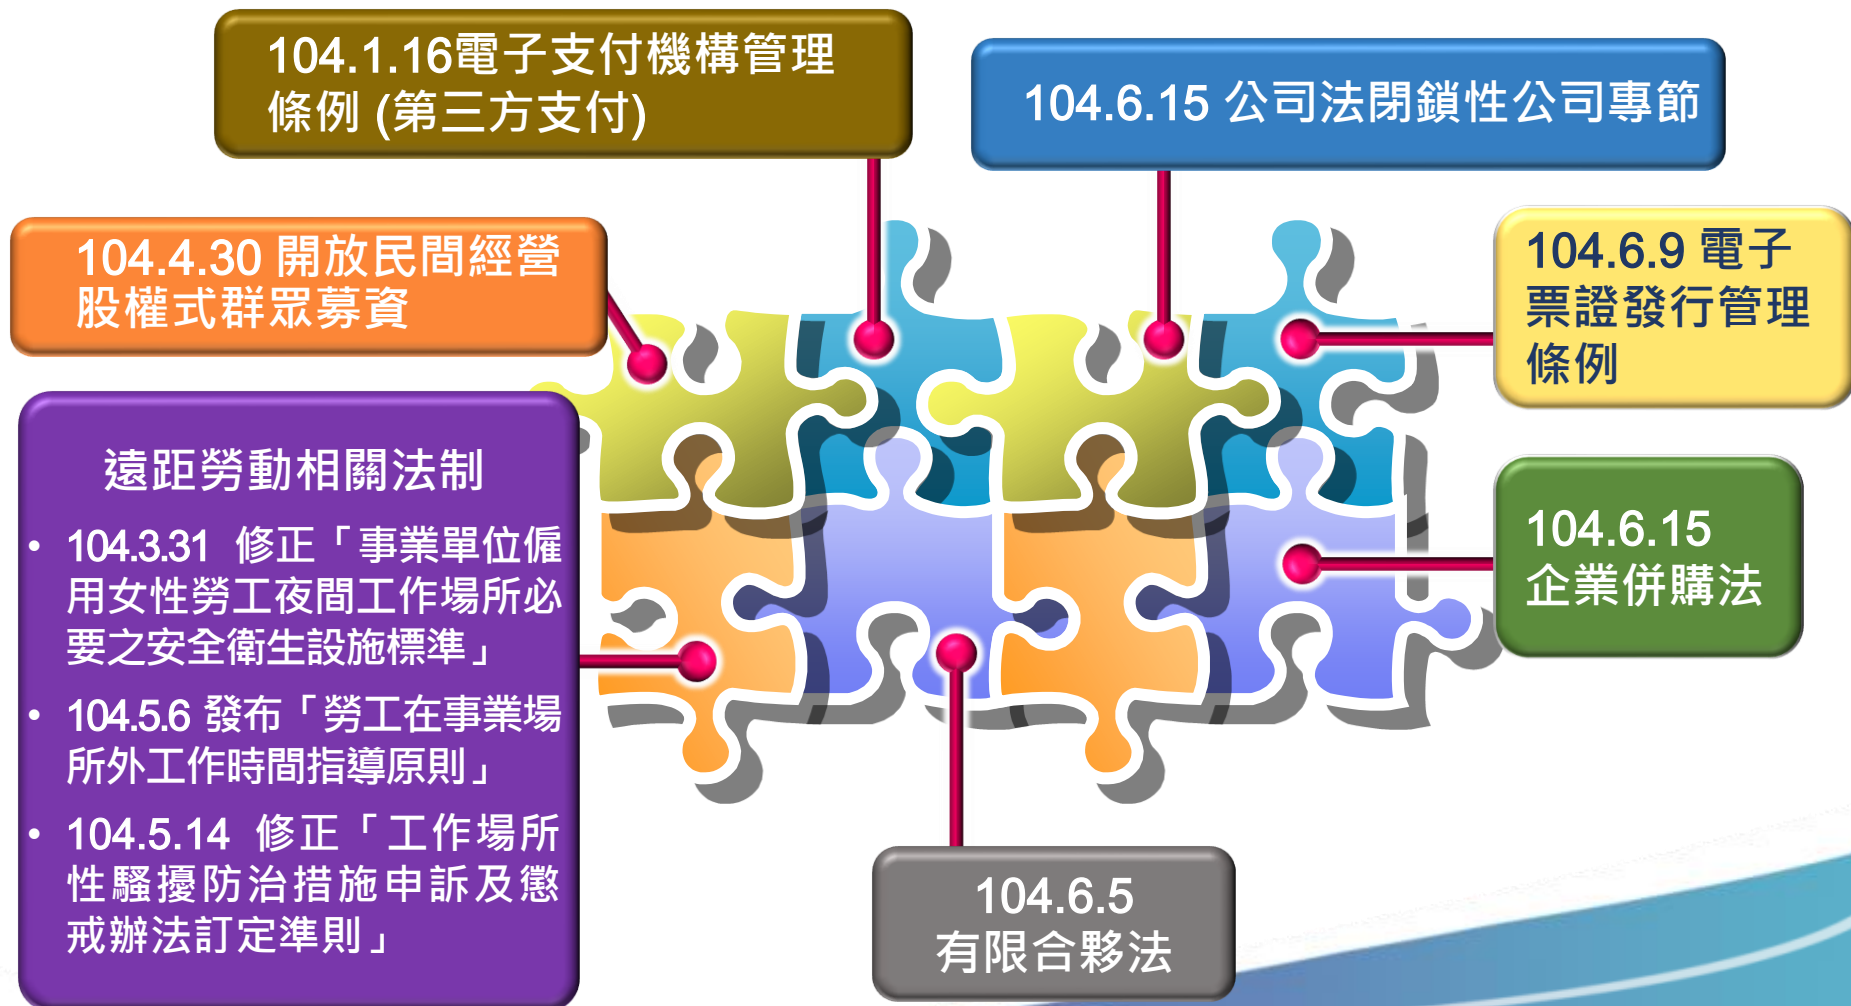 104.1.16電子支付機構管理
條例 (第三方支付)
104.6.15 公司法閉鎖性公司專節
104.4.30 開放民間經營
股權式群眾募資
104.6.9 電子
票證發行管理
條例
遠距勞動相關法制
• 104.3.31 修正「事業單位僱
用女性勞工夜間工作場所必
要之安全衛生設施標準」
• 104.5.6 發布「勞工在事業場
所外工作時間指導原則」
• 104.5.14 修正「工作場所
性騷擾防治措施申訴及懲
戒辦法訂定準則」
104.6.15
企業併購法
104.6.5
有限合夥法